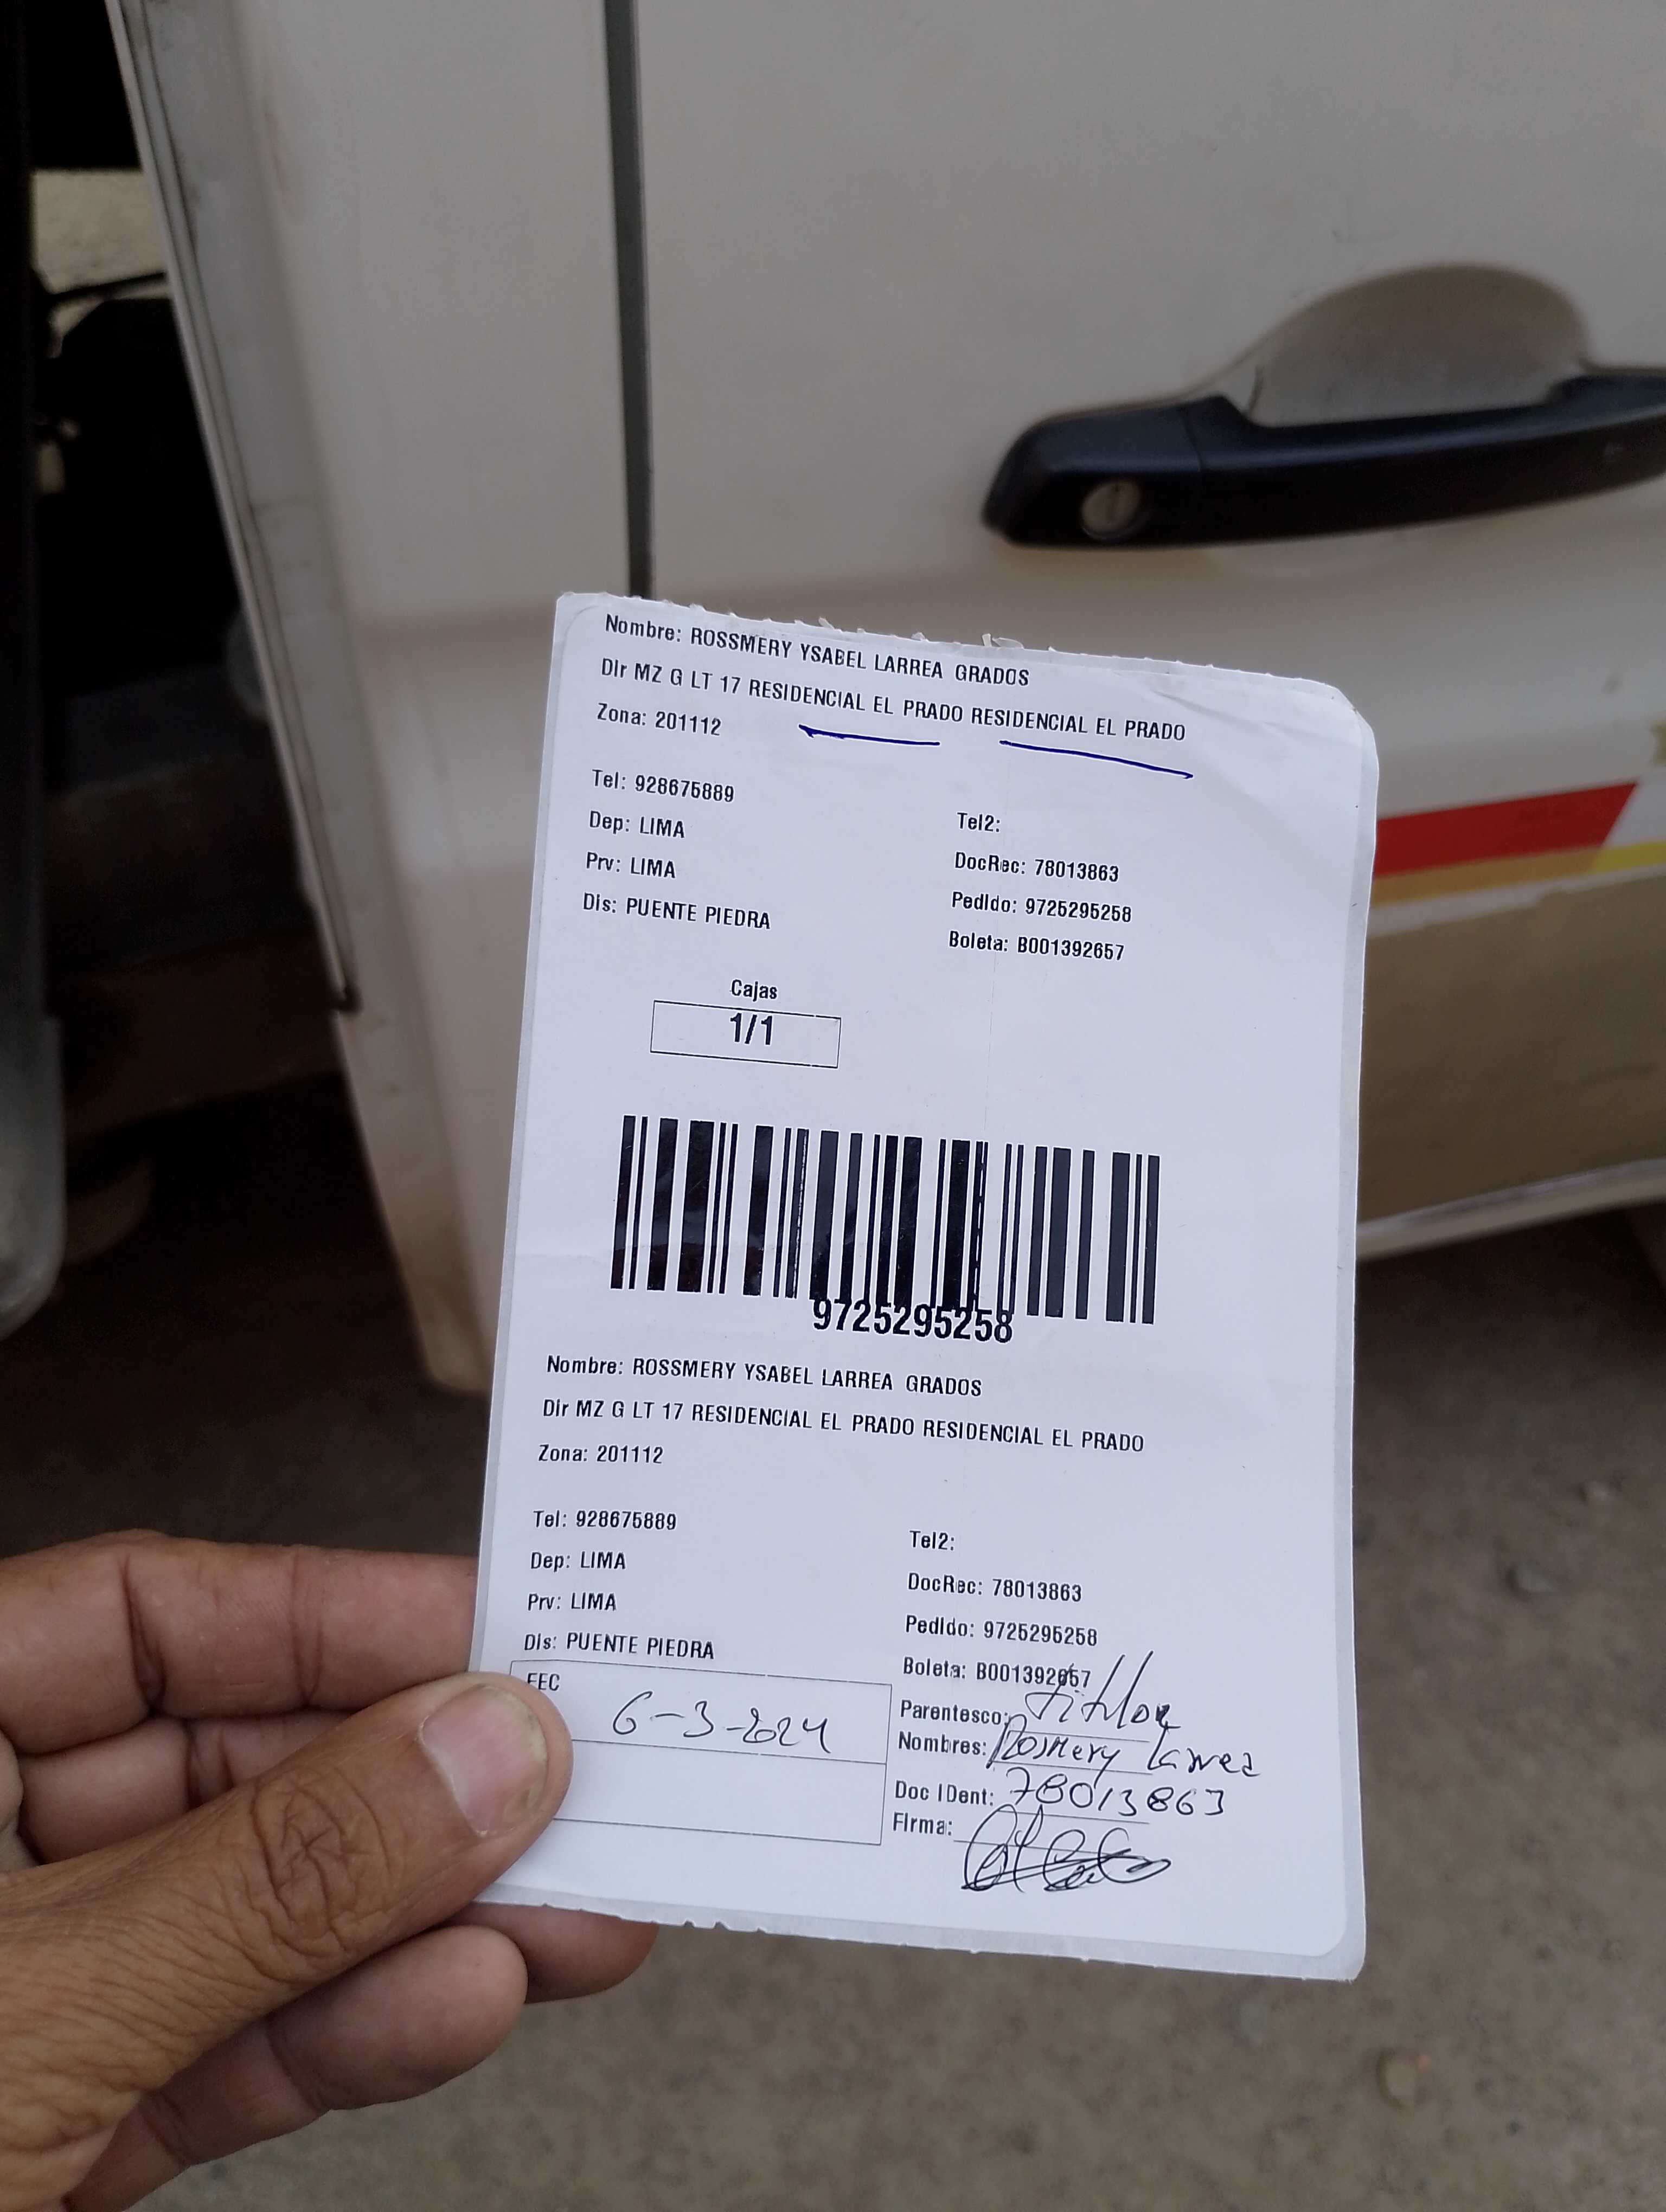 Nombre: ROSSMERY YSABEL LARREA GRADOS
Dir MZ G LT 17 RESIDENCIAL EL PRADO RESIDENCIAL EL PRADO
Zona: 201112
Tel: 928675889
Tel2:
Dep: LIMA
DocRec: 78013863
Prv: LIMA
Pedido: 9725295258
Dis: PUENTE PIEDRA
Boleta: B001392657
Cajas
1/1
9725295258
Nombre: ROSSMERY YSABEL LARREA GRADOS
Dir MZ G LT 17 RESIDENCIAL EL PRADO RESIDENCIAL EL PRADO
Zona: 201112
Tel: 928675889
Tel2:
Dep: LIMA
DocRec: 78013863
Prv: LIMA
Pedido: 9725295258
Dis: PUENTE PIEDRA
Boleta: B001392657
FEC
6-3-2024
Parentesco:
Nombres: Rosmery Larrea
Doc IDent: 78013863
Firma: